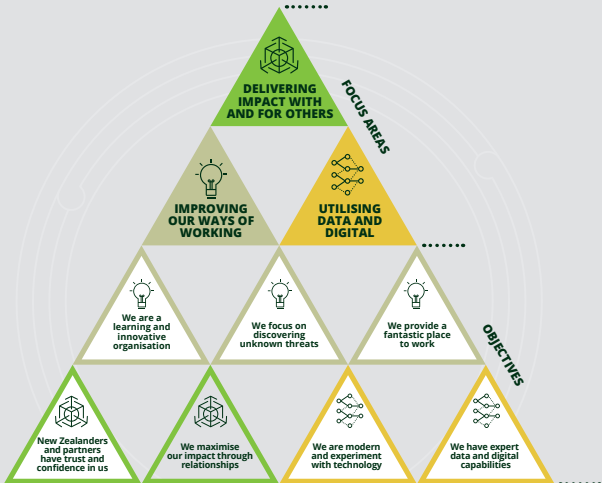 DELIVERING
IMPACT WITH
AND FOR OTHERS
FOCUS AREAS
IMPROVING
OUR WAYS OF
WORKING
UTILISING
DATA AND
DIGITAL
We are a
learning and
innovative
organisation
We focus on
discovering
unknown threats
We provide a
fantastic place
to work
OBJECTIVES
New Zealanders
and partners
have trust and
confidence in us
We maximise
our impact through
relationships
We are modern
and experiment
with technology
We have expert
data and digital
capabilities